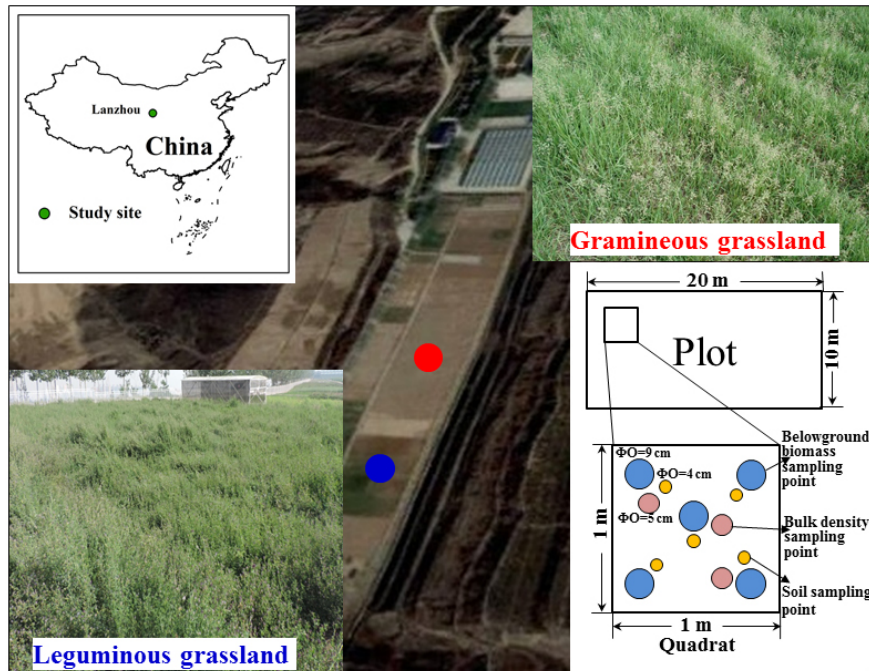 Lanzhou
China
Study site
Gramineous grassland
20 m
10 m
Plot
Belowground
biomass
sampling
point
ΦO=9 cm
ΦO=4 cm
ΦO=5 cm
Bulk density
sampling
point
Soil sampling
point
1 m
1 m
Quadrat
Leguminous grassland